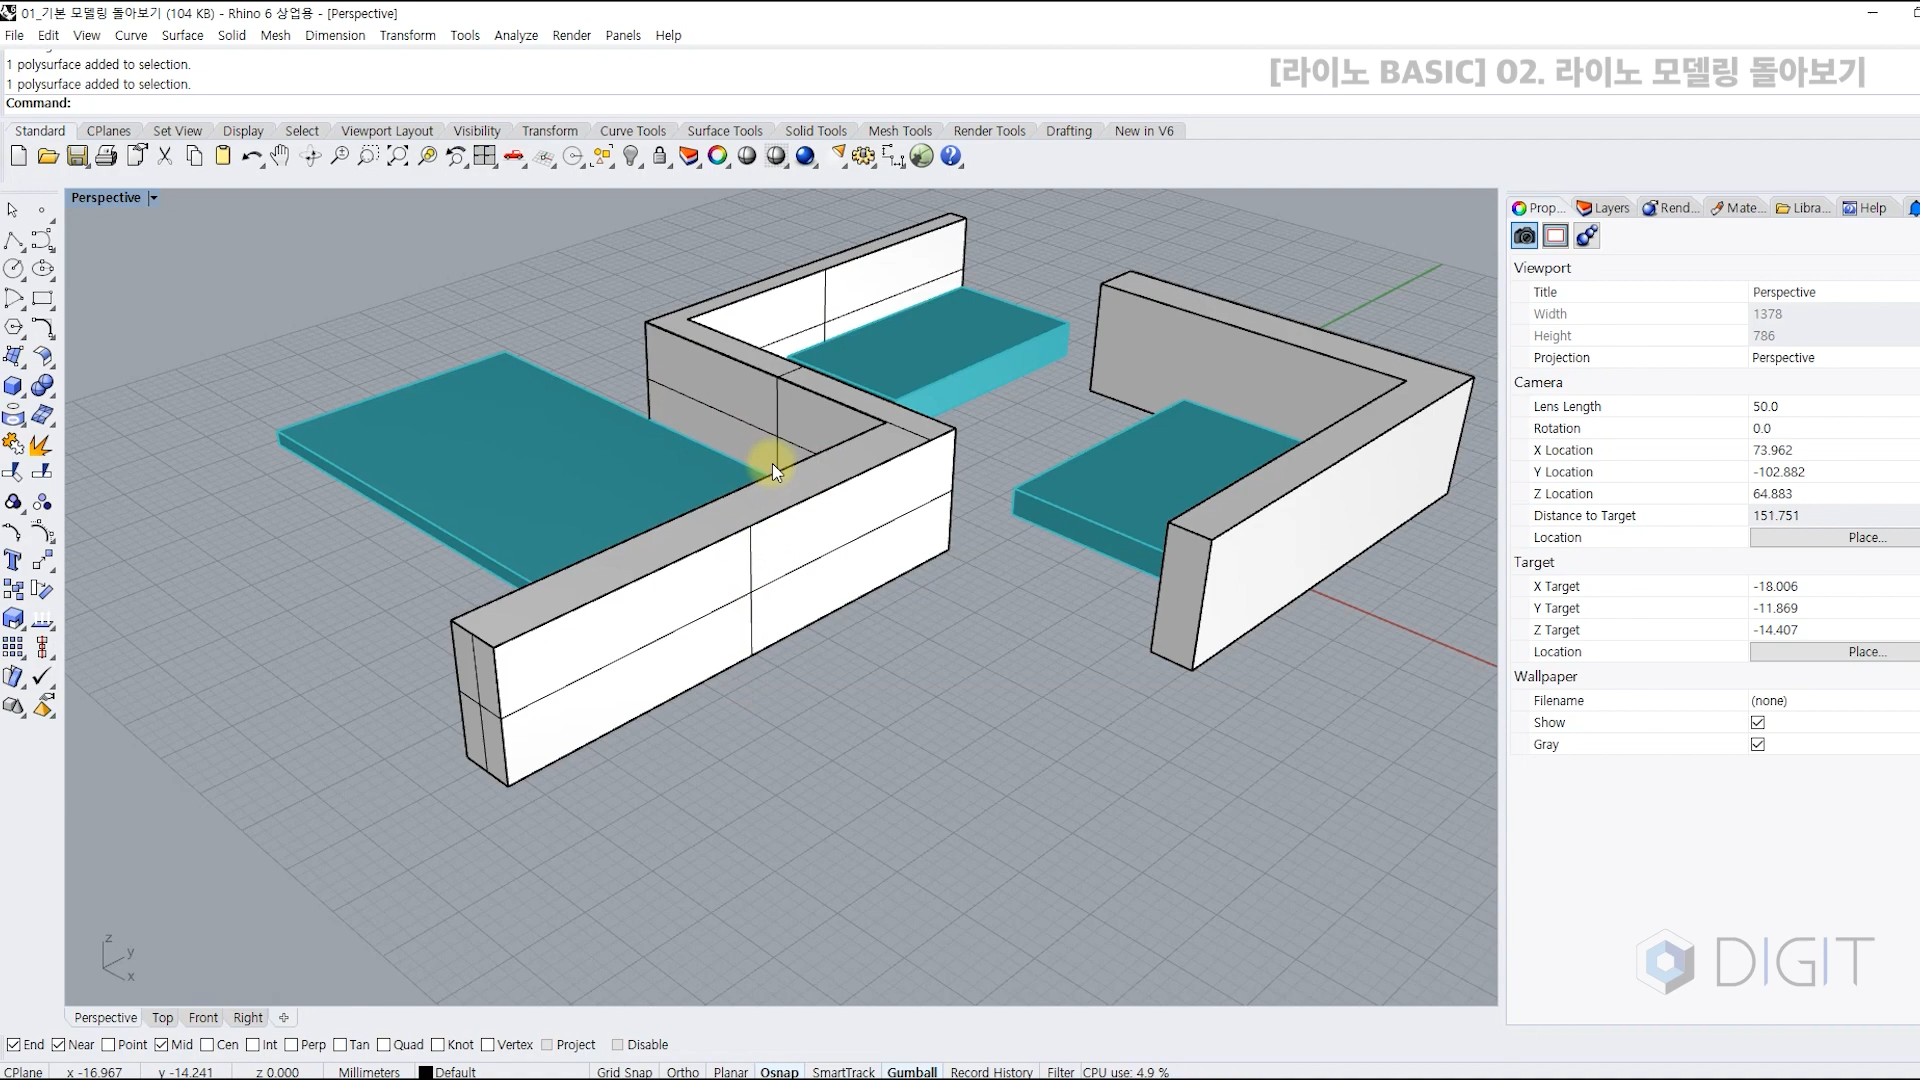 01_기본 모델링 돌아보기 (104 KB) - Rhino 6 상업용 - [Perspective]
File Edit View Curve Surface Solid Mesh Dimension Transform Tools Analyze Render Panels Help
1 polysurface added to selection.
1 polysurface added to selection.
Command:
[라이노 BASIC] 02. 라이노 모델링 돌아보기
Standard CPlanes Set View Display Select Viewport Layout Visibility Transform Curve Tools Surface Tools Solid Tools Mesh Tools Render Tools Drafting New in V6
Perspective
Prop... Layers Rend... Mate... Libra... Help
Viewport
Title Perspective
Width 1378
Height 786
Projection Perspective
Camera
Lens Length 50.0
Rotation 0.0
X Location 73.962
Y Location -102.882
Z Location 64.883
Distance to Target 151.751
Location Place...
Target
X Target -18.006
Y Target -11.869
Z Target -14.407
Location Place...
Wallpaper
Filename (none)
Show
Gray
z
y
x
DIGIT
Perspective Top Front Right
End Near Point Mid Cen Int Perp Tan Quad Knot Vertex Project Disable
CPlane x -16.967 y -14.241 z 0.000 Millimeters Default Grid Snap Ortho Planar Osnap SmartTrack Gumball Record History Filter CPU use: 4.9 %